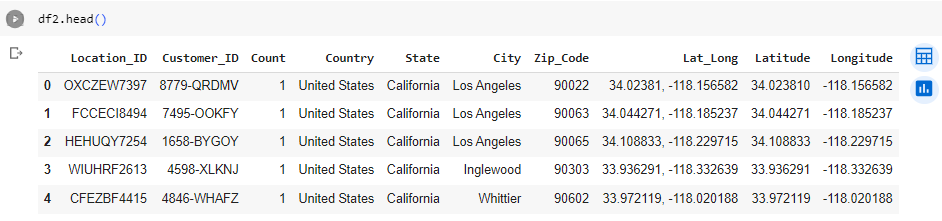 df2.head()
Location_ID Customer_ID Count Country State City Zip_Code Lat_Long Latitude Longitude
0 OXCZEW7397 8779-QRDMV 1 United States California Los Angeles 90022 34.02381, -118.156582 34.023810 -118.156582
1 FCCECI8494 7495-OOKFY 1 United States California Los Angeles 90063 34.044271, -118.185237 34.044271 -118.185237
2 HEHUQY7254 1658-BYGOY 1 United States California Los Angeles 90065 34.108833, -118.229715 34.108833 -118.229715
3 WIUHRF2613 4598-XLKNJ 1 United States California Inglewood 90303 33.936291, -118.332639 33.936291 -118.332639
4 CFEZBF4415 4846-WHAFZ 1 United States California Whittier 90602 33.972119, -118.020188 33.972119 -118.020188